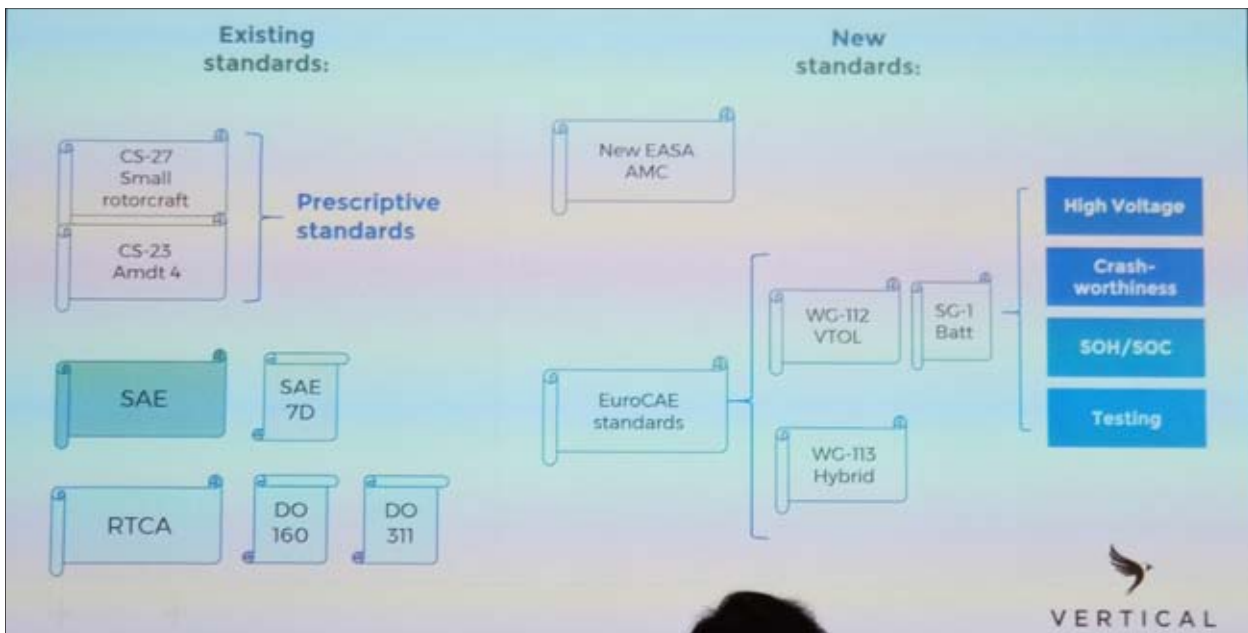 Existing
standards:
CS-27
Small
rotorcraft
CS-23
Amdt 4
Prescriptive
standards
SAE
SAE
7D
RTCA
DO
160
DO
311
New
standards:
New EASA
AMC
EuroCAE
standards
WG-112
VTOL
SG-1
Batt
WG-113
Hybrid
High Voltage
Crash-
worthiness
SOH/SOC
Testing
VERTICAL